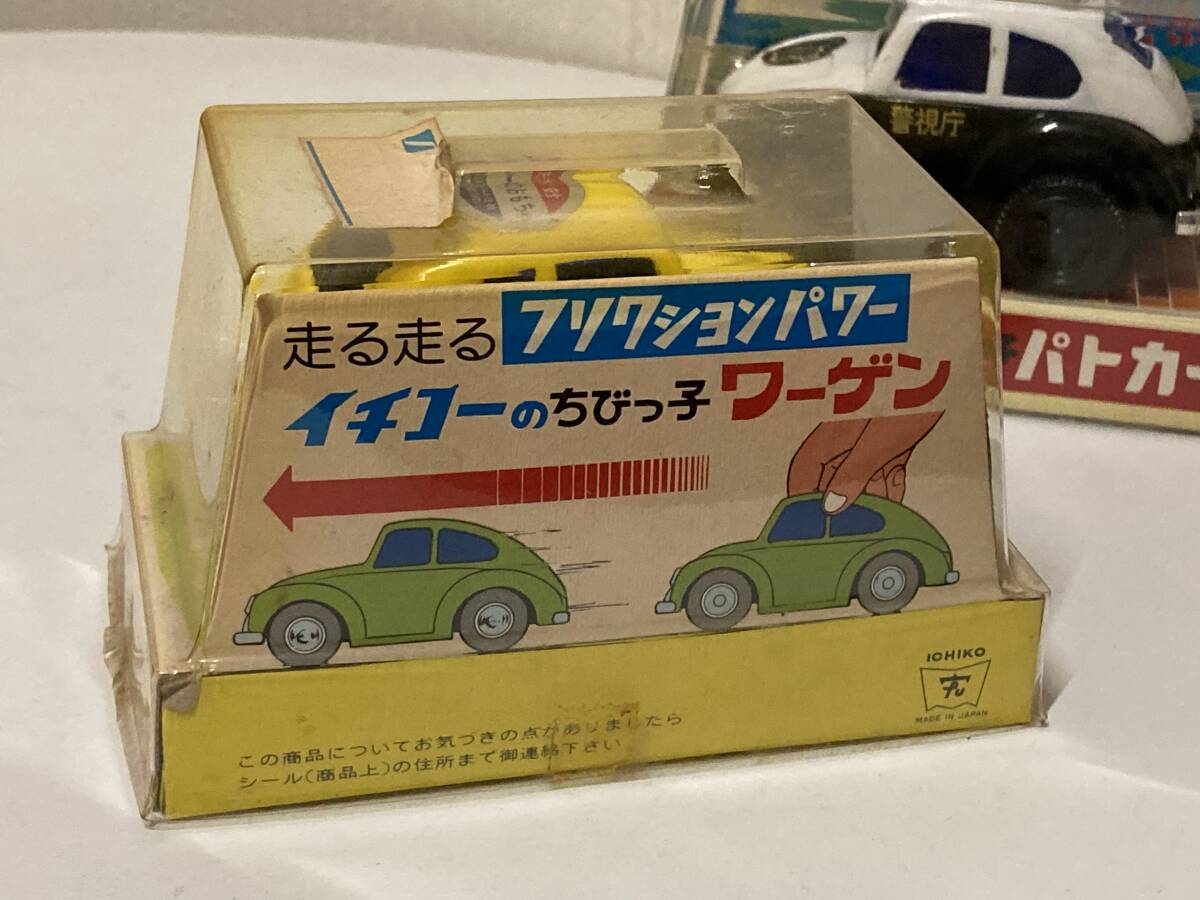 走る走る フリクションパワー
イチコーのちびっ子 ワーゲン
この商品についてお気づきの点がありましたら
シール(商品上)の住所まで御連絡下さい
ICHIKO
MADE IN JAPAN
警視庁
パトカー